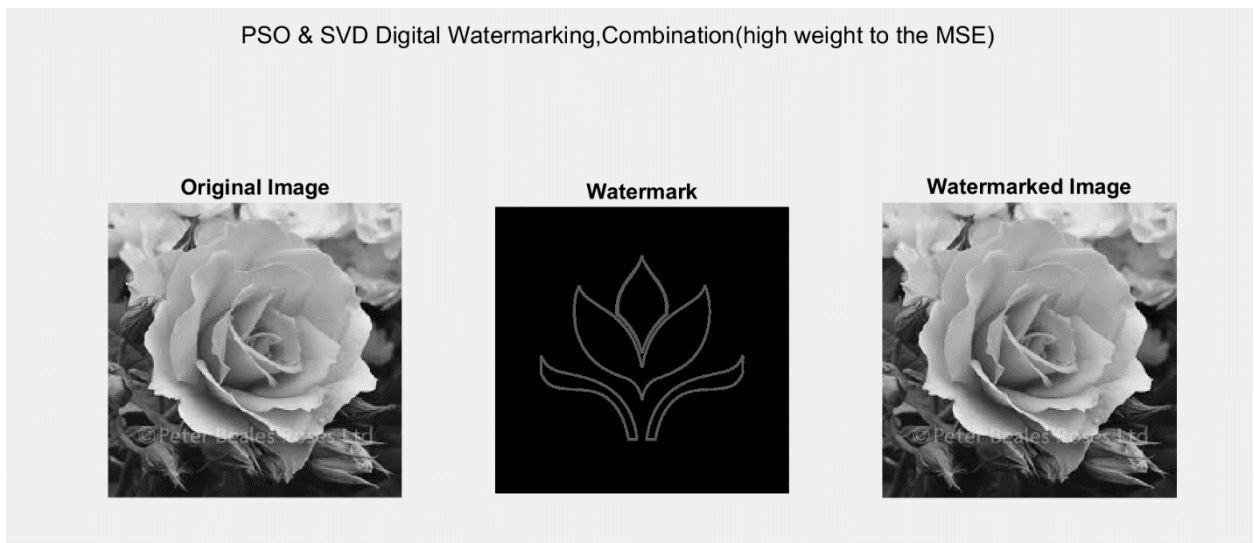 PSO & SVD Digital Watermarking,Combination(high weight to the MSE)
Original Image
Watermark
Watermarked Image
© Peter Beales Roses Ltd
© Peter Beales Roses Ltd